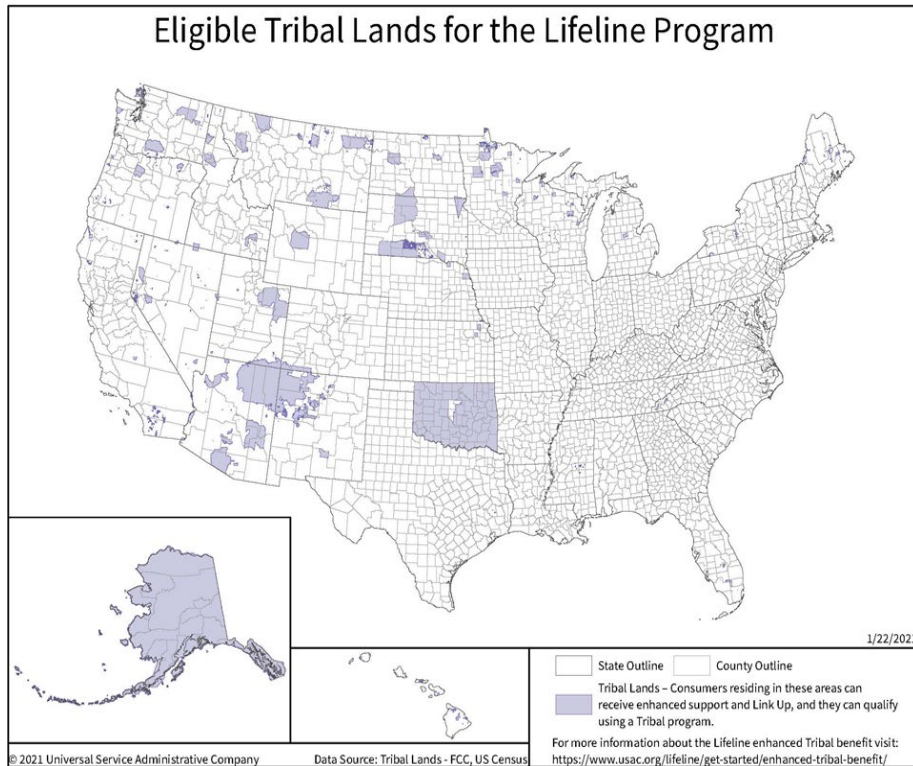 Eligible Tribal Lands for the Lifeline Program
1/22/2021
State Outline County Outline
Tribal Lands – Consumers residing in these areas can
receive enhanced support and Link Up, and they can qualify
using a Tribal program.
For more information about the Lifeline enhanced Tribal benefit visit:
https://www.usac.org/lifeline/get-started/enhanced-tribal-benefit/
© 2021 Universal Service Administrative Company
Data Source: Tribal Lands - FCC, US Census